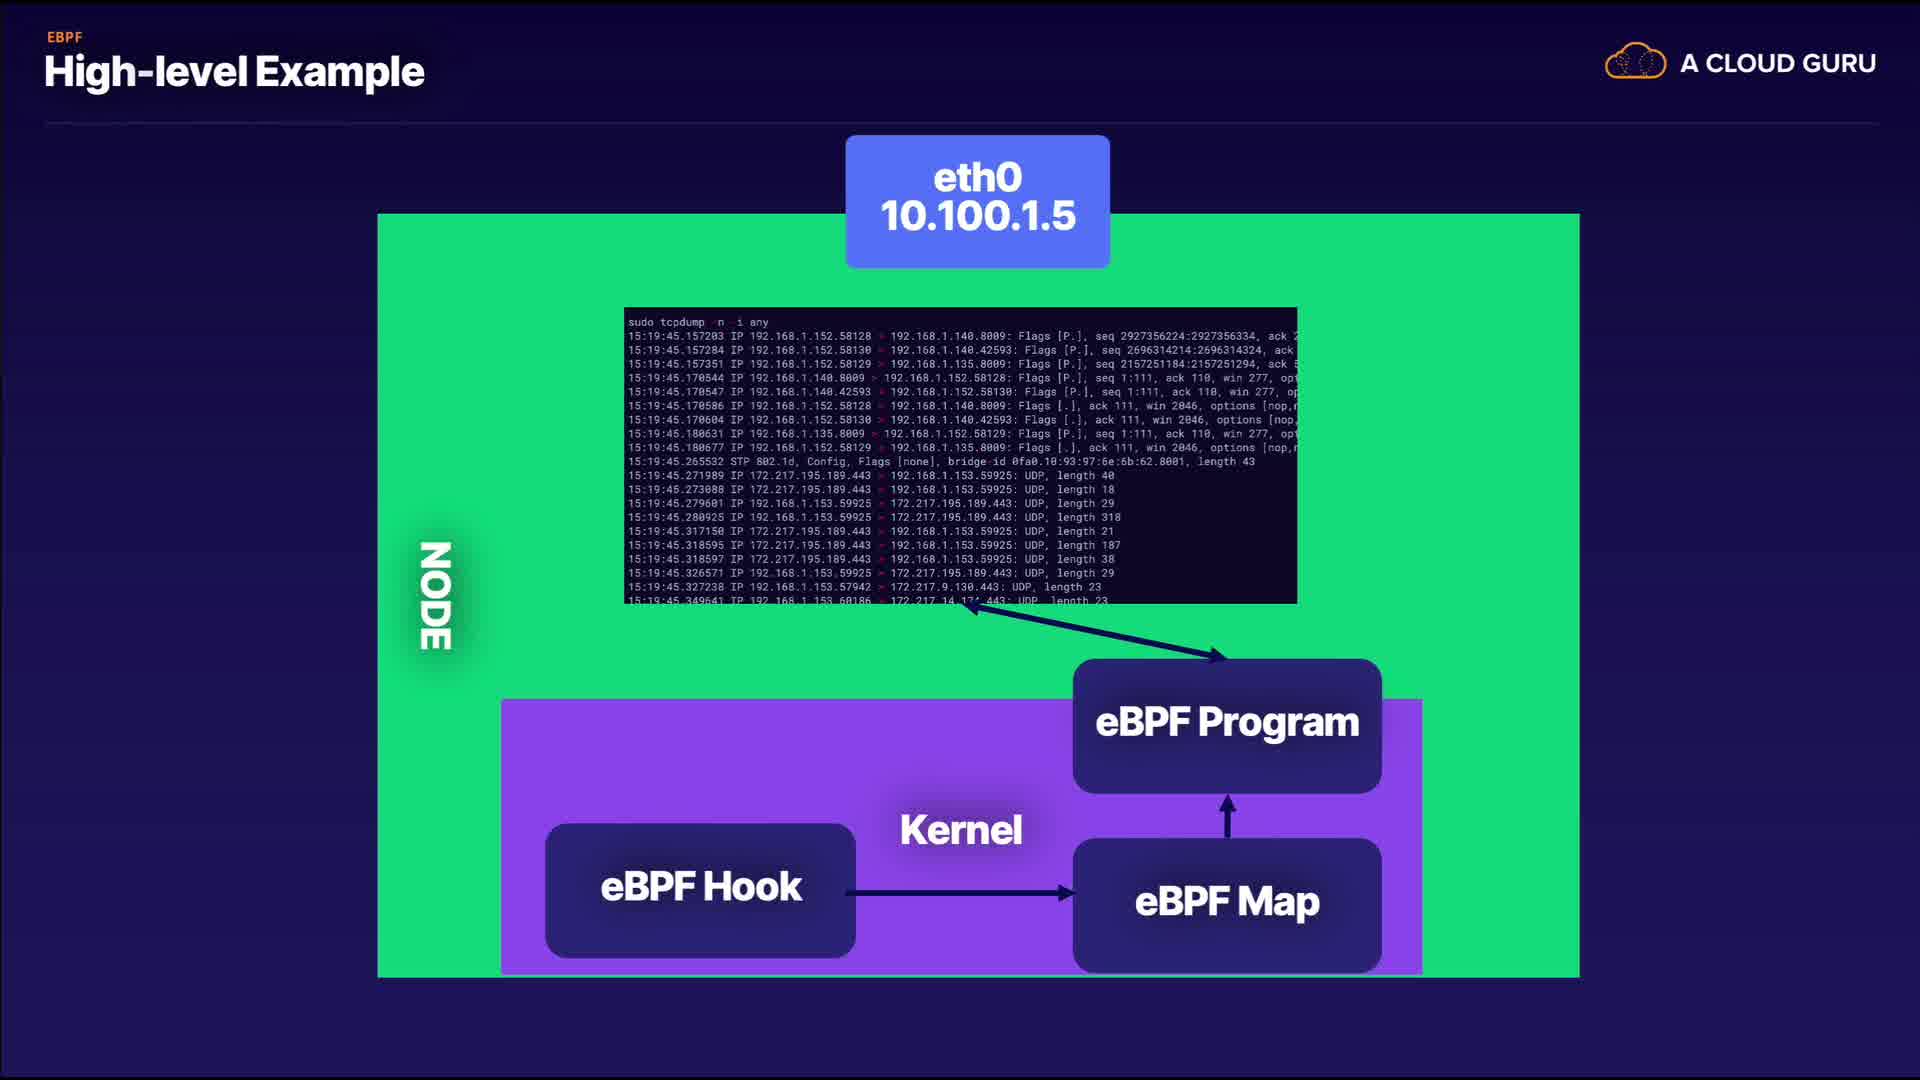 EBPF
High-level Example
A CLOUD GURU
eth0
10.100.1.5
sudo tcpdump -n -i any
15:19:45.157203 IP 192.168.1.152.58128 > 192.168.1.140.8009: Flags [P.], seq 2927356224:2927356334, ack 2
15:19:45.157284 IP 192.168.1.152.58130 > 192.168.1.140.42593: Flags [P.], seq 2696314214:2696314324, ack
15:19:45.157351 IP 192.168.1.152.58129 > 192.168.1.135.8009: Flags [P.], seq 2157251184:2157251294, ack
15:19:45.170544 IP 192.168.1.140.8009 > 192.168.1.152.58128: Flags [P.], seq 1:111, ack 110, win 277, opt
15:19:45.170547 IP 192.168.1.140.42593 > 192.168.1.152.58130: Flags [P.], seq 1:111, ack 110, win 277, op
15:19:45.170586 IP 192.168.1.152.58128 > 192.168.1.140.8009: Flags [.], ack 111, win 2046, options [nop,n
15:19:45.170604 IP 192.168.1.152.58130 > 192.168.1.140.42593: Flags [.], ack 111, win 2046, options [nop,
15:19:45.180631 IP 192.168.1.135.8009 > 192.168.1.152.58129: Flags [P.], seq 1:111, ack 110, win 277, opt
15:19:45.180677 IP 192.168.1.152.58129 > 192.168.1.135.8009: Flags [.], ack 111, win 2046, options [nop,n
15:19:45.265532 STP 802.1d, Config, Flags [none], bridge-id 0fa0.10:93:97:6e:6b:62.8001, length 43
15:19:45.271989 IP 172.217.195.189.443 > 192.168.1.153.59925: UDP, length 40
15:19:45.273088 IP 172.217.195.189.443 > 192.168.1.153.59925: UDP, length 18
15:19:45.279601 IP 192.168.1.153.59925 > 172.217.195.189.443: UDP, length 29
15:19:45.280925 IP 192.168.1.153.59925 > 172.217.195.189.443: UDP, length 318
15:19:45.317150 IP 172.217.195.189.443 > 192.168.1.153.59925: UDP, length 21
15:19:45.318595 IP 172.217.195.189.443 > 192.168.1.153.59925: UDP, length 187
15:19:45.318597 IP 172.217.195.189.443 > 192.168.1.153.59925: UDP, length 38
15:19:45.326571 IP 192.168.1.153.59925 > 172.217.195.189.443: UDP, length 29
15:19:45.327238 IP 192.168.1.153.57942 > 172.217.9.130.443: UDP, length 23
15:19:45.349641 IP 192.168.1.153.60186 > 172.217.14.174.443: UDP, length 23
NODE
eBPF Program
Kernel
eBPF Hook
eBPF Map